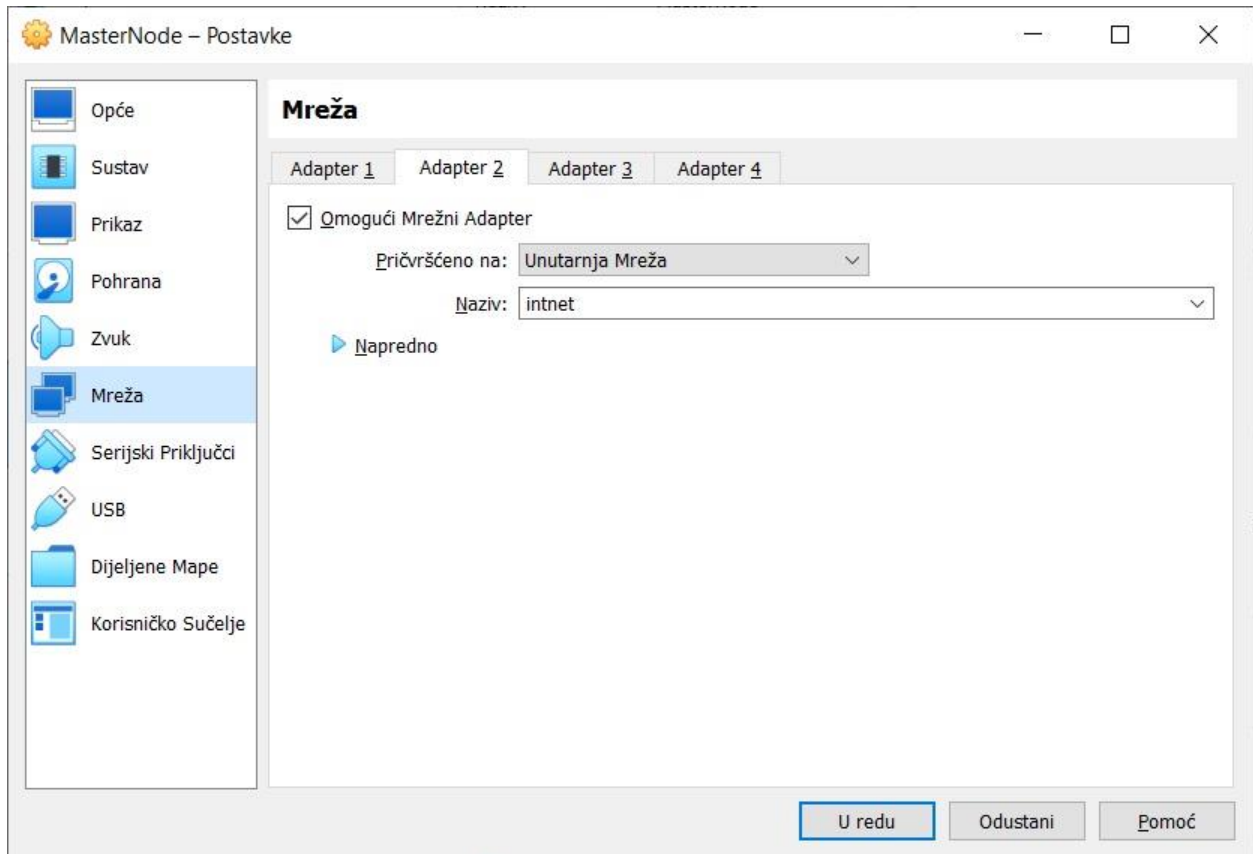 MasterNode – Postavke
Opće
Sustav
Prikaz
Pohrana
Zvuk
Mreža
Serijski Priključci
USB
Dijeljene Mape
Korisničko Sučelje
Mreža
Adapter 1 Adapter 2 Adapter 3 Adapter 4
Omogući Mrežni Adapter
Pričvršćeno na: Unutarnja Mreža
Naziv: intnet
Napredno
U redu Odustani Pomoć